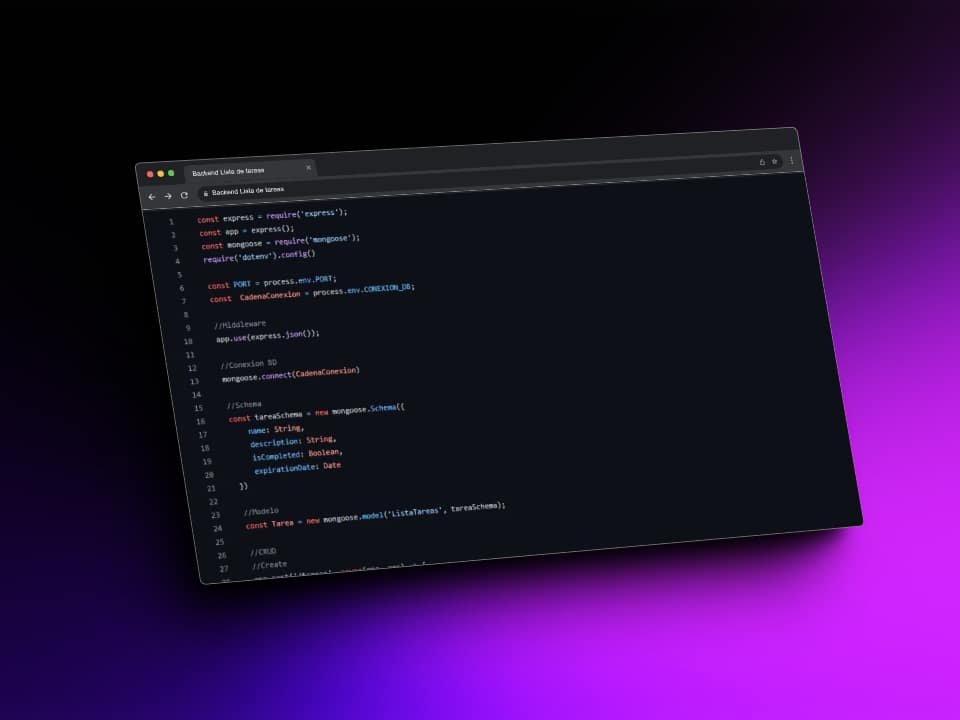 Backend Lista de tareas
Backend Lista de tareas
1 const express = require('express');
2 const app = express();
3 const mongoose = require('mongoose');
4 require('dotenv').config()
5
6 const PORT = process.env.PORT;
7 const CadenaConexion = process.env.CONEXION_DB;
8
9 //Middleware
10 app.use(express.json());
11
12 //Conexion BD
13 mongoose.connect(CadenaConexion)
14
15 //Schema
16 const tareaSchema = new mongoose.Schema({
17 name: String,
18 description: String,
19 isCompleted: Boolean,
20 expirationDate: Date
21 })
22
23 //Modelo
24 const Tarea = new mongoose.model('ListaTareas', tareaSchema);
25
26 //CRUD
27 //Create